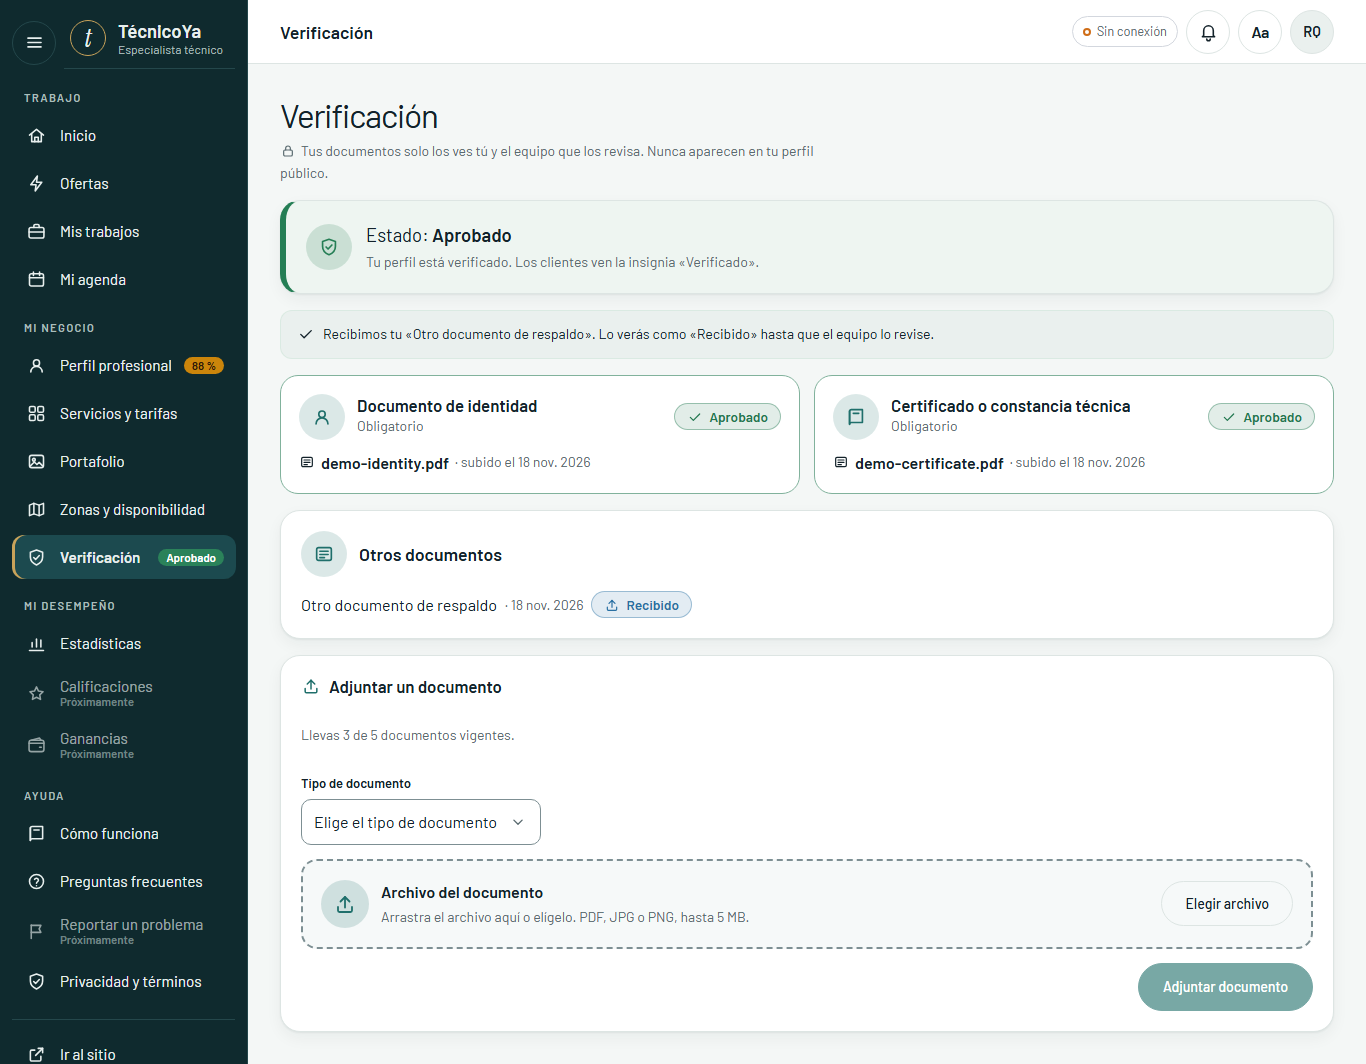 t
TécnicoYa
Especialista técnico
Verificación
Sin conexión
Aa
RQ
TRABAJO
Inicio
Ofertas
Mis trabajos
Mi agenda
MI NEGOCIO
Perfil profesional
88 %
Servicios y tarifas
Portafolio
Zonas y disponibilidad
Verificación
Aprobado
MI DESEMPEÑO
Estadísticas
Calificaciones
Próximamente
Ganancias
Próximamente
AYUDA
Cómo funciona
Preguntas frecuentes
Reportar un problema
Próximamente
Privacidad y términos
Ir al sitio
Verificación
Tus documentos solo los ves tú y el equipo que los revisa. Nunca aparecen en tu perfil
público.
Estado: Aprobado
Tu perfil está verificado. Los clientes ven la insignia «Verificado».
Recibimos tu «Otro documento de respaldo». Lo verás como «Recibido» hasta que el equipo lo revise.
Documento de identidad
Obligatorio
Aprobado
demo-identity.pdf · subido el 18 nov. 2026
Certificado o constancia técnica
Obligatorio
Aprobado
demo-certificate.pdf · subido el 18 nov. 2026
Otros documentos
Otro documento de respaldo · 18 nov. 2026 Recibido
Adjuntar un documento
Llevas 3 de 5 documentos vigentes.
Tipo de documento
Elige el tipo de documento
Archivo del documento
Arrastra el archivo aquí o elígelo. PDF, JPG o PNG, hasta 5 MB.
Elegir archivo
Adjuntar documento